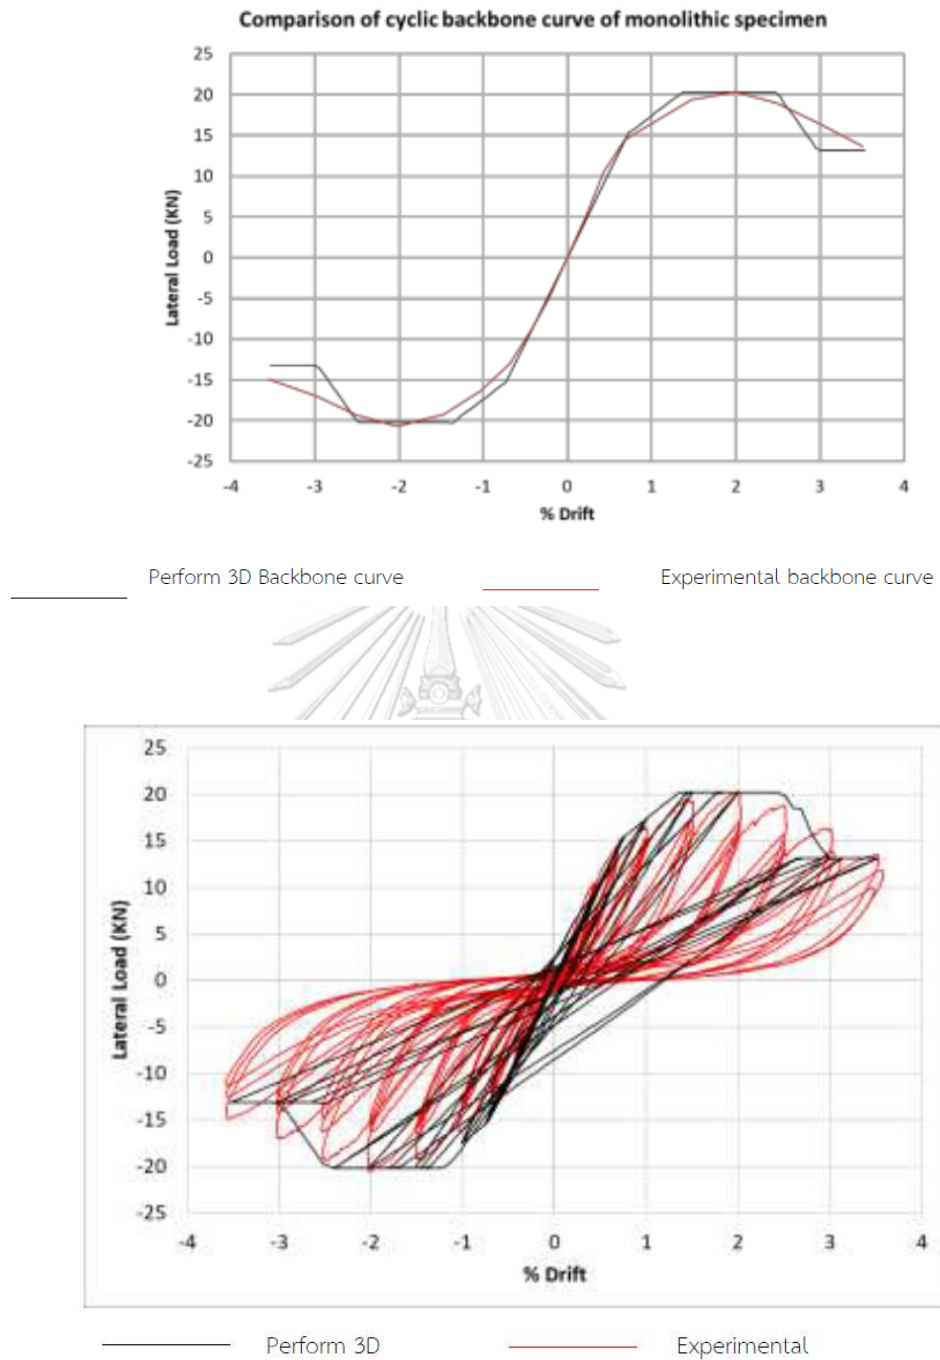 Comparison of cyclic backbone curve of monolithic specimen
25
20
15
10
5
0
-5
-10
-15
-20
-25
Lateral Load (KN)
-4 -3 -2 -1 0 1 2 3 4
% Drift
Perform 3D Backbone curve Experimental backbone curve
25
20
15
10
5
0
-5
-10
-15
-20
-25
Lateral Load (KN)
-4 -3 -2 -1 0 1 2 3 4
% Drift
Perform 3D Experimental